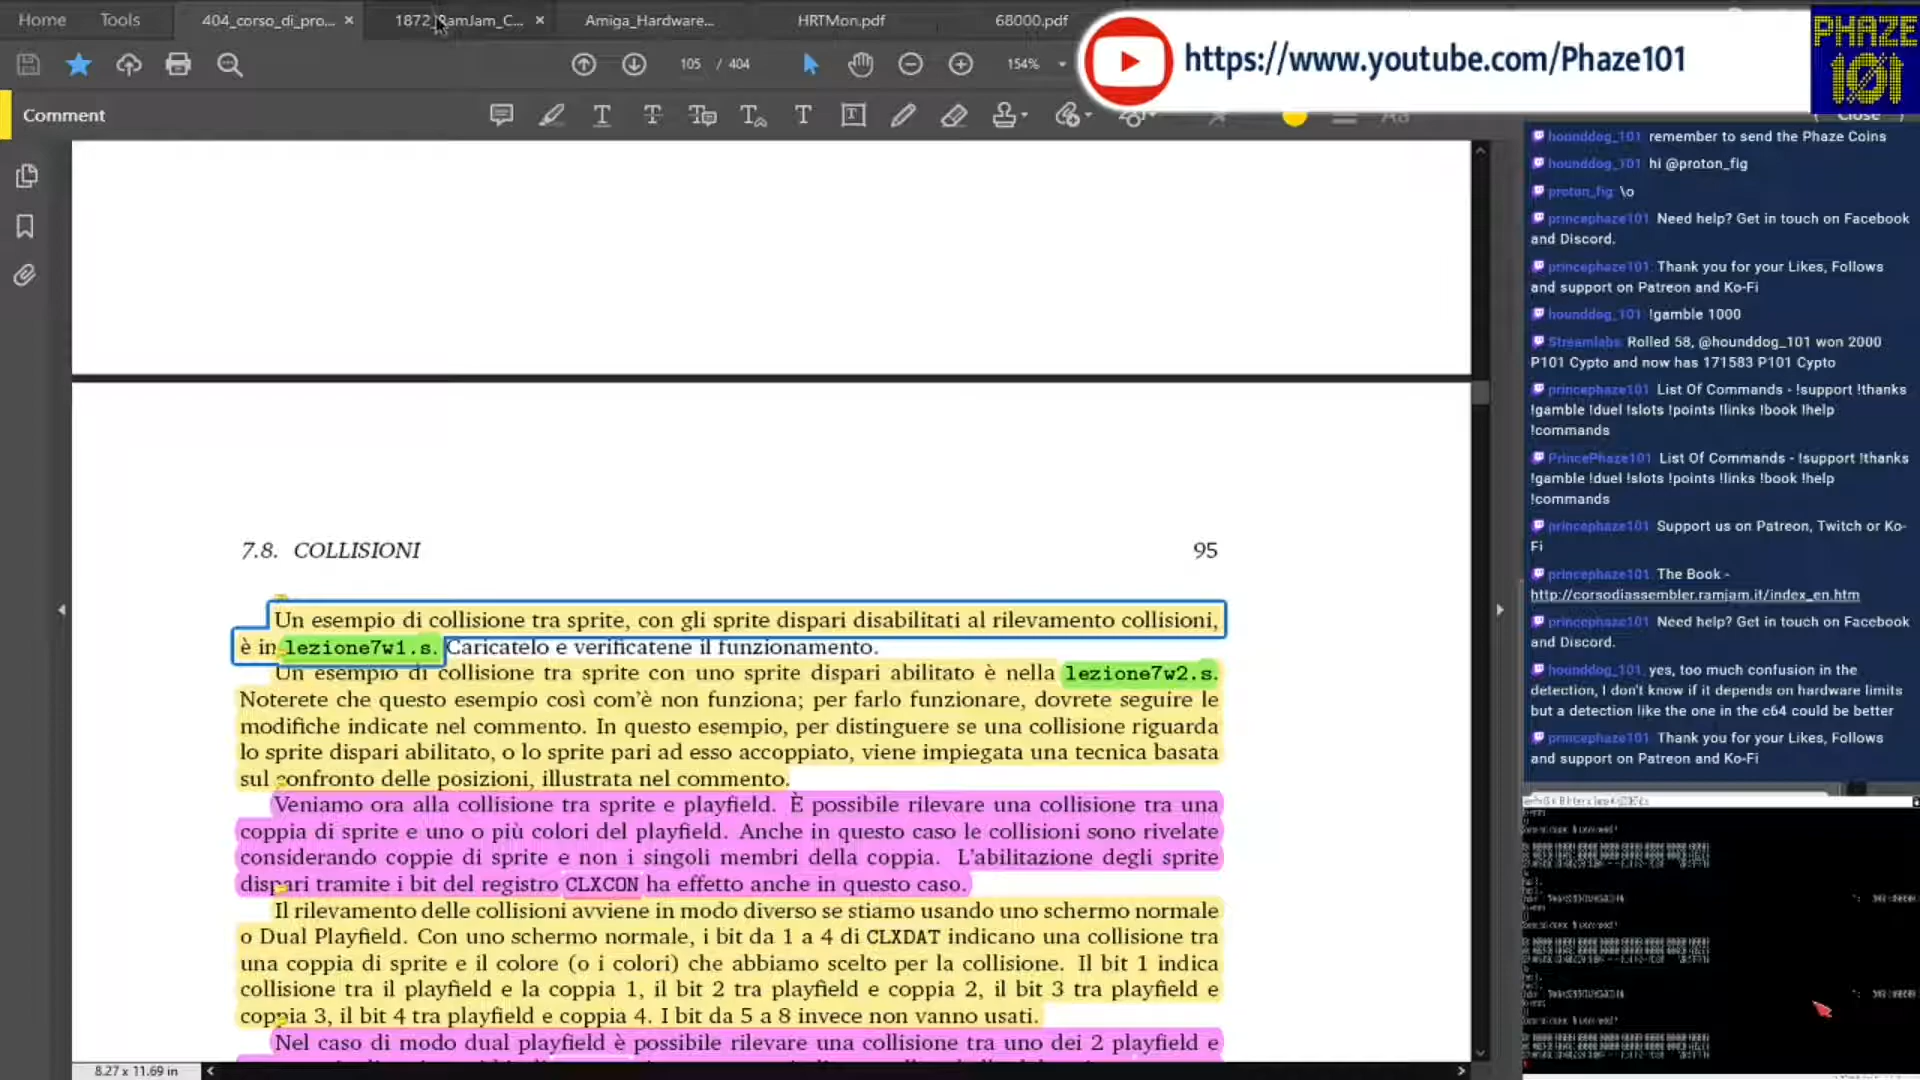 Home
Tools
404_corso_di_pro...
1872_RamJam_C...
Amiga_Hardware...
HRTMon.pdf
68000.pdf
https://www.youtube.com/Phaze101
PHAZE
101
105 / 404
154%
Comment
Close
7.8. COLLISIONI 95
Un esempio di collisione tra sprite, con gli sprite dispari disabilitati al rilevamento collisioni,
è in lezione7w1.s. Caricatelo e verificatene il funzionamento.
Un esempio di collisione tra sprite con uno sprite dispari abilitato è nella lezione7w2.s.
Noterete che questo esempio così com'è non funziona; per farlo funzionare, dovrete seguire le
modifiche indicate nel commento. In questo esempio, per distinguere se una collisione riguarda
lo sprite dispari abilitato, o lo sprite pari ad esso accoppiato, viene impiegata una tecnica basata
sul confronto delle posizioni, illustrata nel commento.
Veniamo ora alla collisione tra sprite e playfield. È possibile rilevare una collisione tra una
coppia di sprite e uno o più colori del playfield. Anche in questo caso le collisioni sono rivelate
considerando coppie di sprite e non i singoli membri della coppia. L'abilitazione degli sprite
dispari tramite i bit del registro CLXCON ha effetto anche in questo caso.
Il rilevamento delle collisioni avviene in modo diverso se stiamo usando uno schermo normale
o Dual Playfield. Con uno schermo normale, i bit da 1 a 4 di CLXDAT indicano una collisione tra
una coppia di sprite e il colore (o i colori) che abbiamo scelto per la collisione. Il bit 1 indica
collisione tra il playfield e la coppia 1, il bit 2 tra playfield e coppia 2, il bit 3 tra playfield e
coppia 3, il bit 4 tra playfield e coppia 4. I bit da 5 a 8 invece non vanno usati.
Nel caso di modo dual playfield è possibile rilevare una collisione tra uno dei 2 playfield e
8.27 x 11.69 in
hounddog_101 remember to send the Phaze Coins
hounddog_101 hi @proton_fig
proton_fig \o
princephaze101 Need help? Get in touch on Facebook
and Discord.
princephaze101 Thank you for your Likes, Follows
and support on Patreon and Ko-Fi
hounddog_101 !gamble 1000
Streamlabs Rolled 58, @hounddog_101 won 2000
P101 Cypto and now has 171583 P101 Cypto
princephaze101 List Of Commands - !support !thanks
!gamble !duel !slots !points !links !book !help
!commands
PrincePhaze101 List Of Commands - !support !thanks
!gamble !duel !slots !points !links !book !help
!commands
princephaze101 Support us on Patreon, Twitch or Ko-
Fi
princephaze101 The Book -
http://corsodiassembler.ramjam.it/index_en.htm
princephaze101 Need help? Get in touch on Facebook
and Discord.
hounddog_101 yes, too much confusion in the
detection, I don't know if it depends on hardware limits
but a detection like the one in the c64 could be better
princephaze101 Thank you for your Likes, Follows
and support on Patreon and Ko-Fi